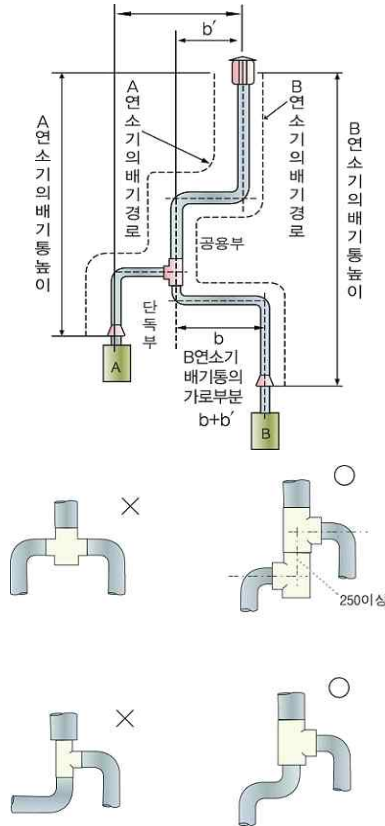 b′
A연소기의배기통높이
A연소기의배기경로
B연소기의배기경로
B연소기의배기통높이
공용부
단독부
b
B연소기
배기통의
가로부분
b+b′
A
B
×
○
250이상
×
○